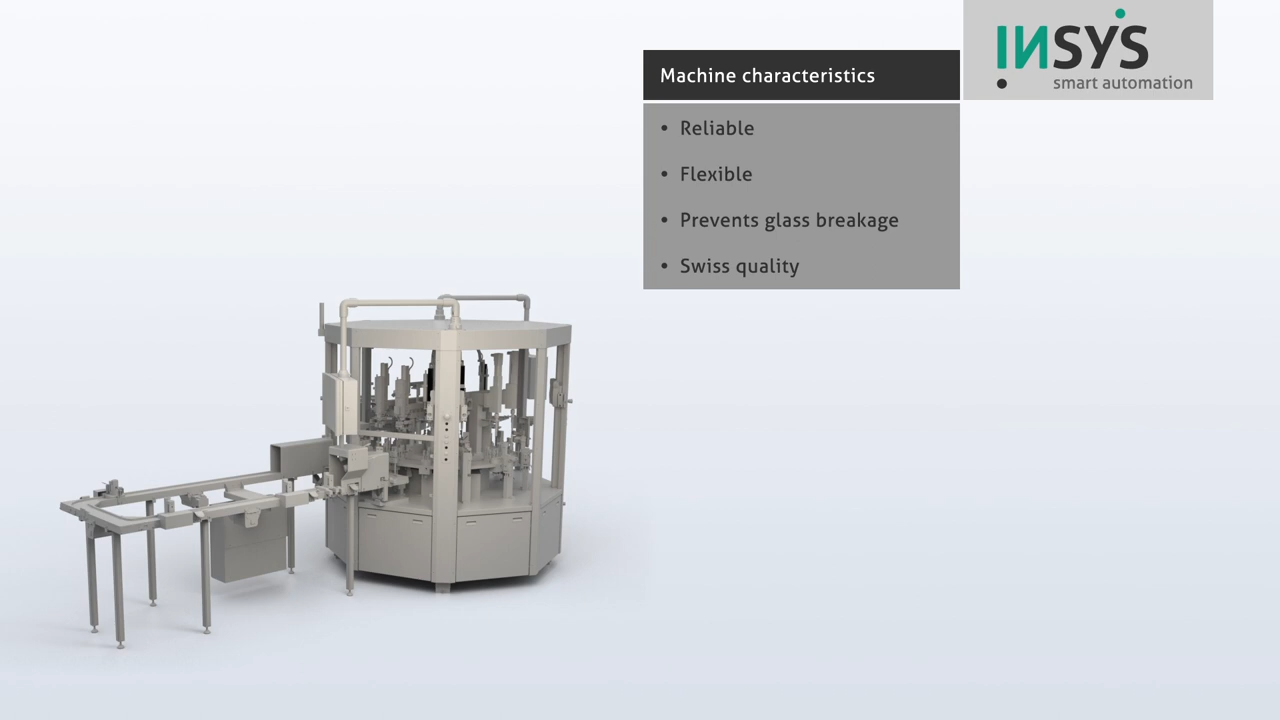 Machine characteristics
• Reliable
• Flexible
• Prevents glass breakage
• Swiss quality
INSYS
smart automation